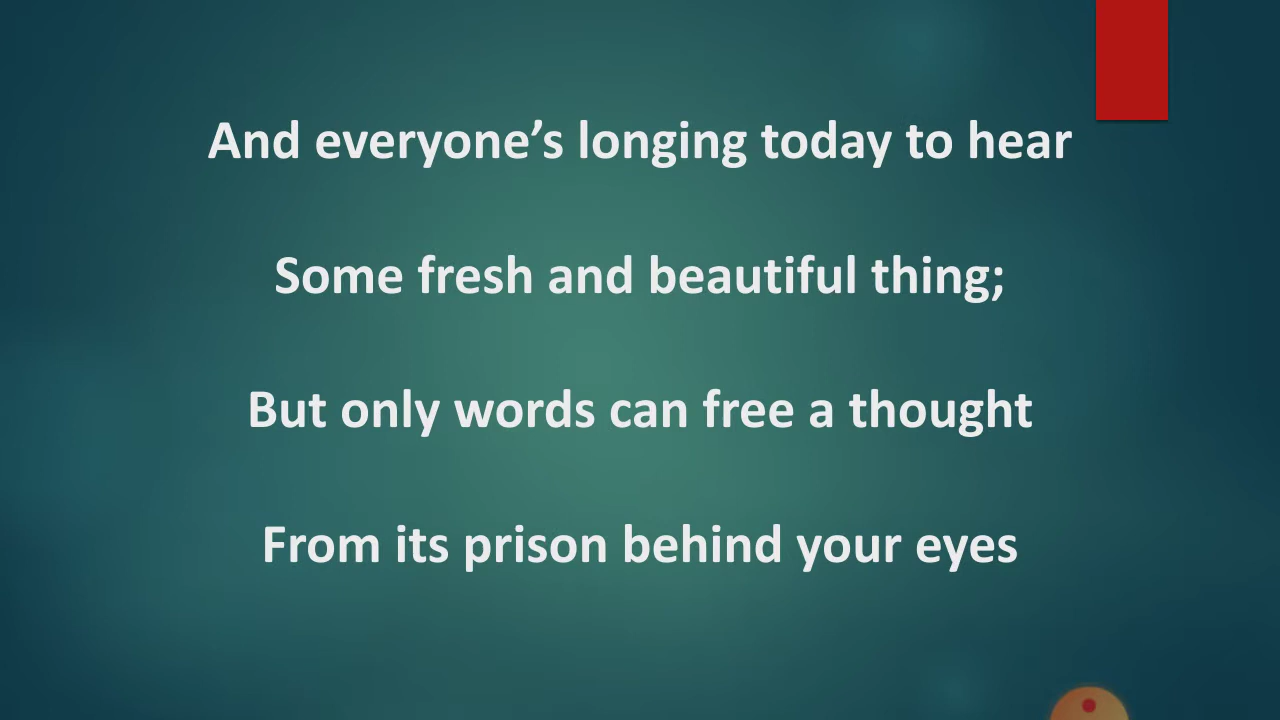 And everyone’s longing today to hear
Some fresh and beautiful thing;
But only words can free a thought
From its prison behind your eyes